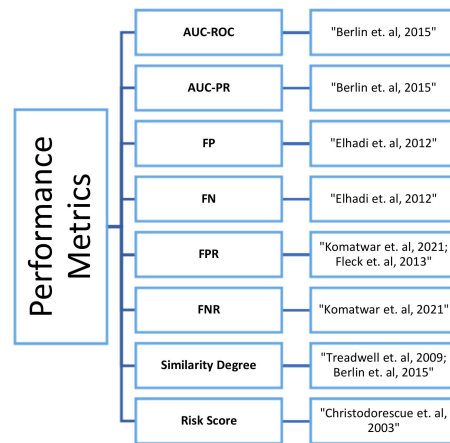 Performance
Metrics
AUC-ROC
"Berlin et. al, 2015"
AUC-PR
"Berlin et. al, 2015"
FP
"Elhadi et. al, 2012"
FN
"Elhadi et. al, 2012"
FPR
"Komatwar et. al, 2021;
Fleck et. al, 2013"
FNR
"Komatwar et. al, 2021"
Similarity Degree
"Treadwell et. al, 2009;
Berlin et. al, 2015"
Risk Score
"Christodorescue et. al,
2003"